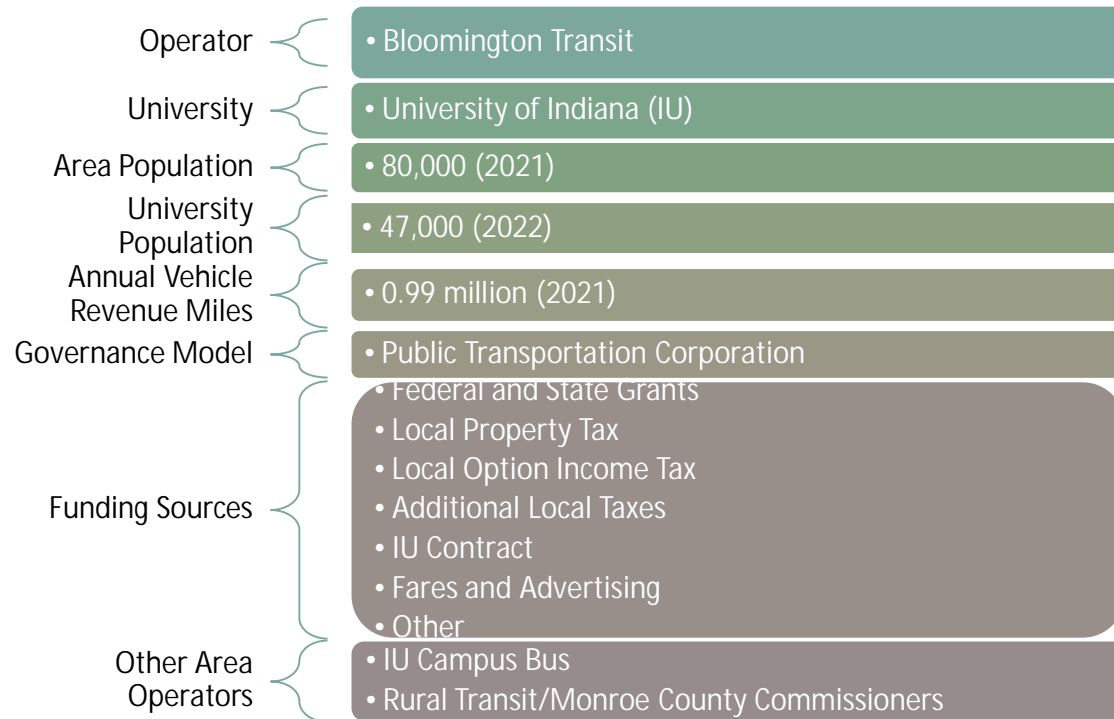 Operator
• Bloomington Transit
University
• University of Indiana (IU)
Area Population
• 80,000 (2021)
University
Population
• 47,000 (2022)
Annual Vehicle
Revenue Miles
• 0.99 million (2021)
Governance Model
• Public Transportation Corporation
Funding Sources
• Federal and State Grants
• Local Property Tax
• Local Option Income Tax
• Additional Local Taxes
• IU Contract
• Fares and Advertising
• Other
Other Area
Operators
• IU Campus Bus
• Rural Transit/Monroe County Commissioners